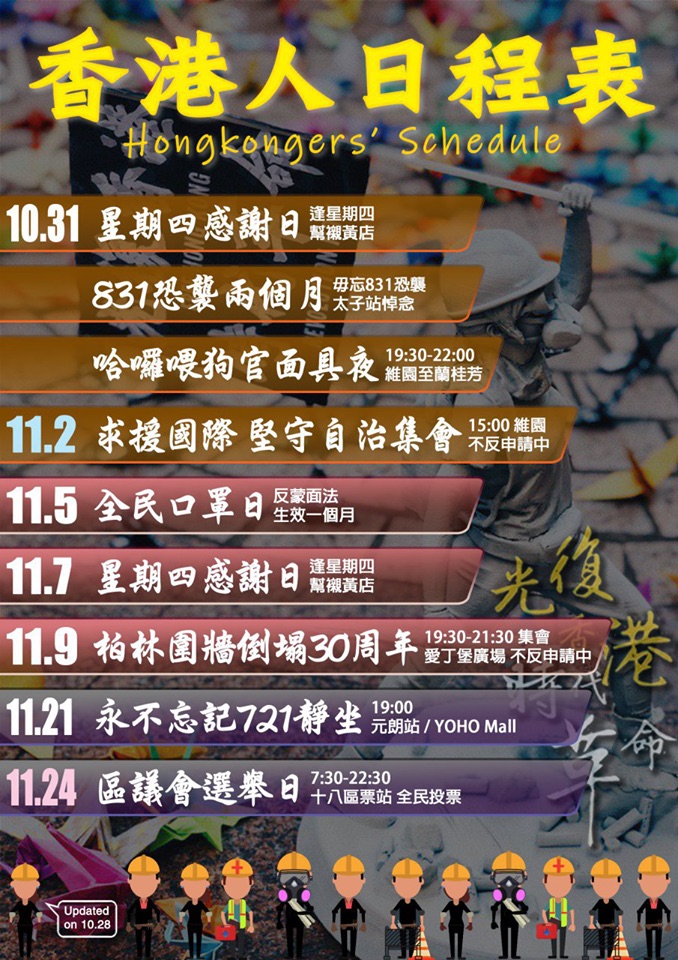 香港人日程表
Hongkongers' Schedule
10.31 星期四感謝日 逢星期四
幫襯黃店
831恐襲兩個月 毋忘831恐襲
太子站悼念
哈囉喂狗官面具夜 19:30-22:00
維園至蘭桂芳
11.2 求援國際 堅守自治集會 15:00 維園
不反申請中
11.5 全民口罩日 反蒙面法
生效一個月
11.7 星期四感謝日 逢星期四
幫襯黃店
11.9 柏林圍牆倒塌30周年 19:30-21:30 集會
愛丁堡廣場 不反申請中
11.21 永不忘記721靜坐 19:00
元朗站 / YOHO Mall
11.24 區議會選舉日 7:30-22:30
十八區票站 全民投票
光復
香港
時代
革命
Updated
on 10.28